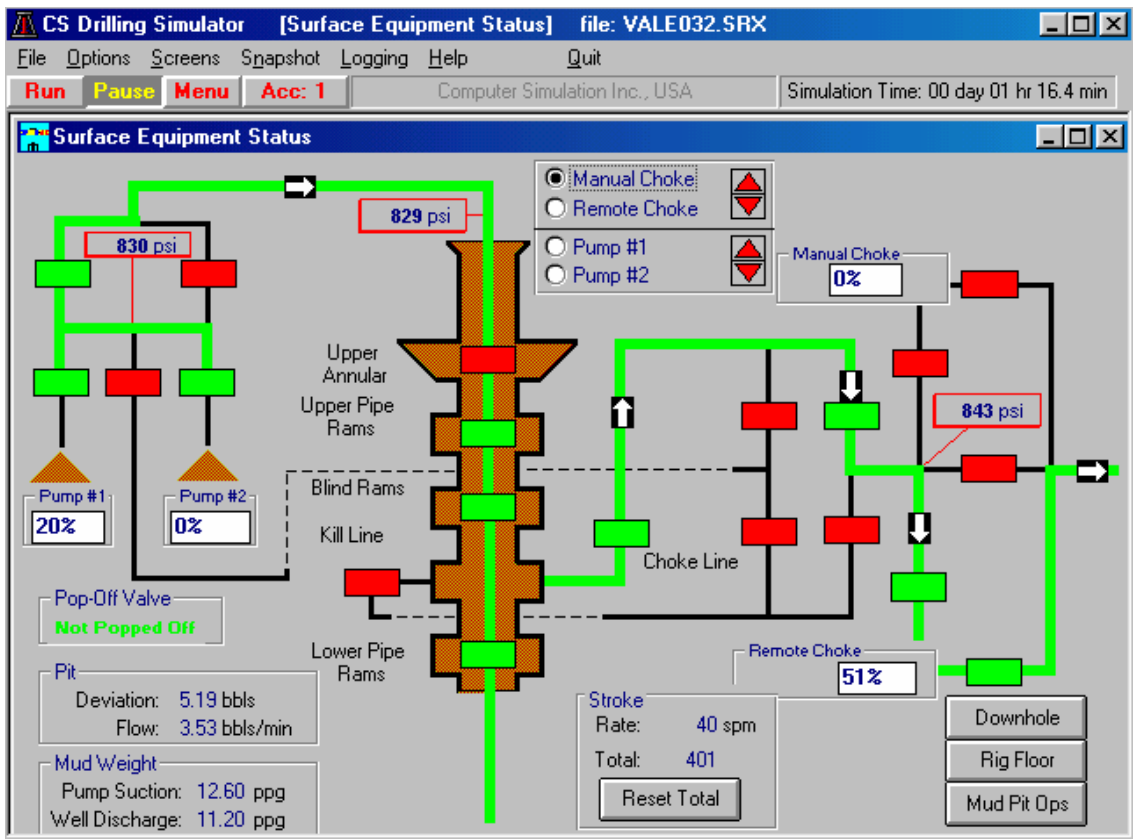 CS Drilling Simulator [Surface Equipment Status] file: VALE032.SRX
File Options Screens Snapshot Logging Help Quit
Run Pause Menu Acc: 1 Computer Simulation Inc., USA Simulation Time: 00 day 01 hr 16.4 min
Surface Equipment Status
Manual Choke
Remote Choke
Pump #1
Pump #2
829 psi
830 psi
Manual Choke
0%
Upper
Annular
Upper Pipe
Rams
843 psi
Blind Rams
Pump #1
20%
Pump #2
0%
Kill Line
Choke Line
Pop-Off Valve
Not Popped Off
Lower Pipe
Rams
Remote Choke
51%
Pit
Deviation: 5.19 bbls
Flow: 3.53 bbls/min
Stroke
Rate: 40 spm
Total: 401
Reset Total
Downhole
Rig Floor
Mud Pit Ops
Mud Weight
Pump Suction: 12.60 ppg
Well Discharge: 11.20 ppg